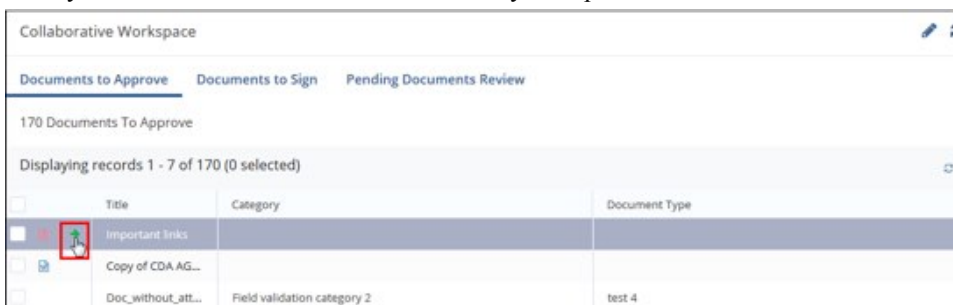 Collaborative Workspace
Documents to Approve Documents to Sign Pending Documents Review
170 Documents To Approve
Displaying records 1 - 7 of 170 (0 selected)
Title Category Document Type
Important links
Copy of CDA AG...
Doc_without_att... Field validation category 2 test 4